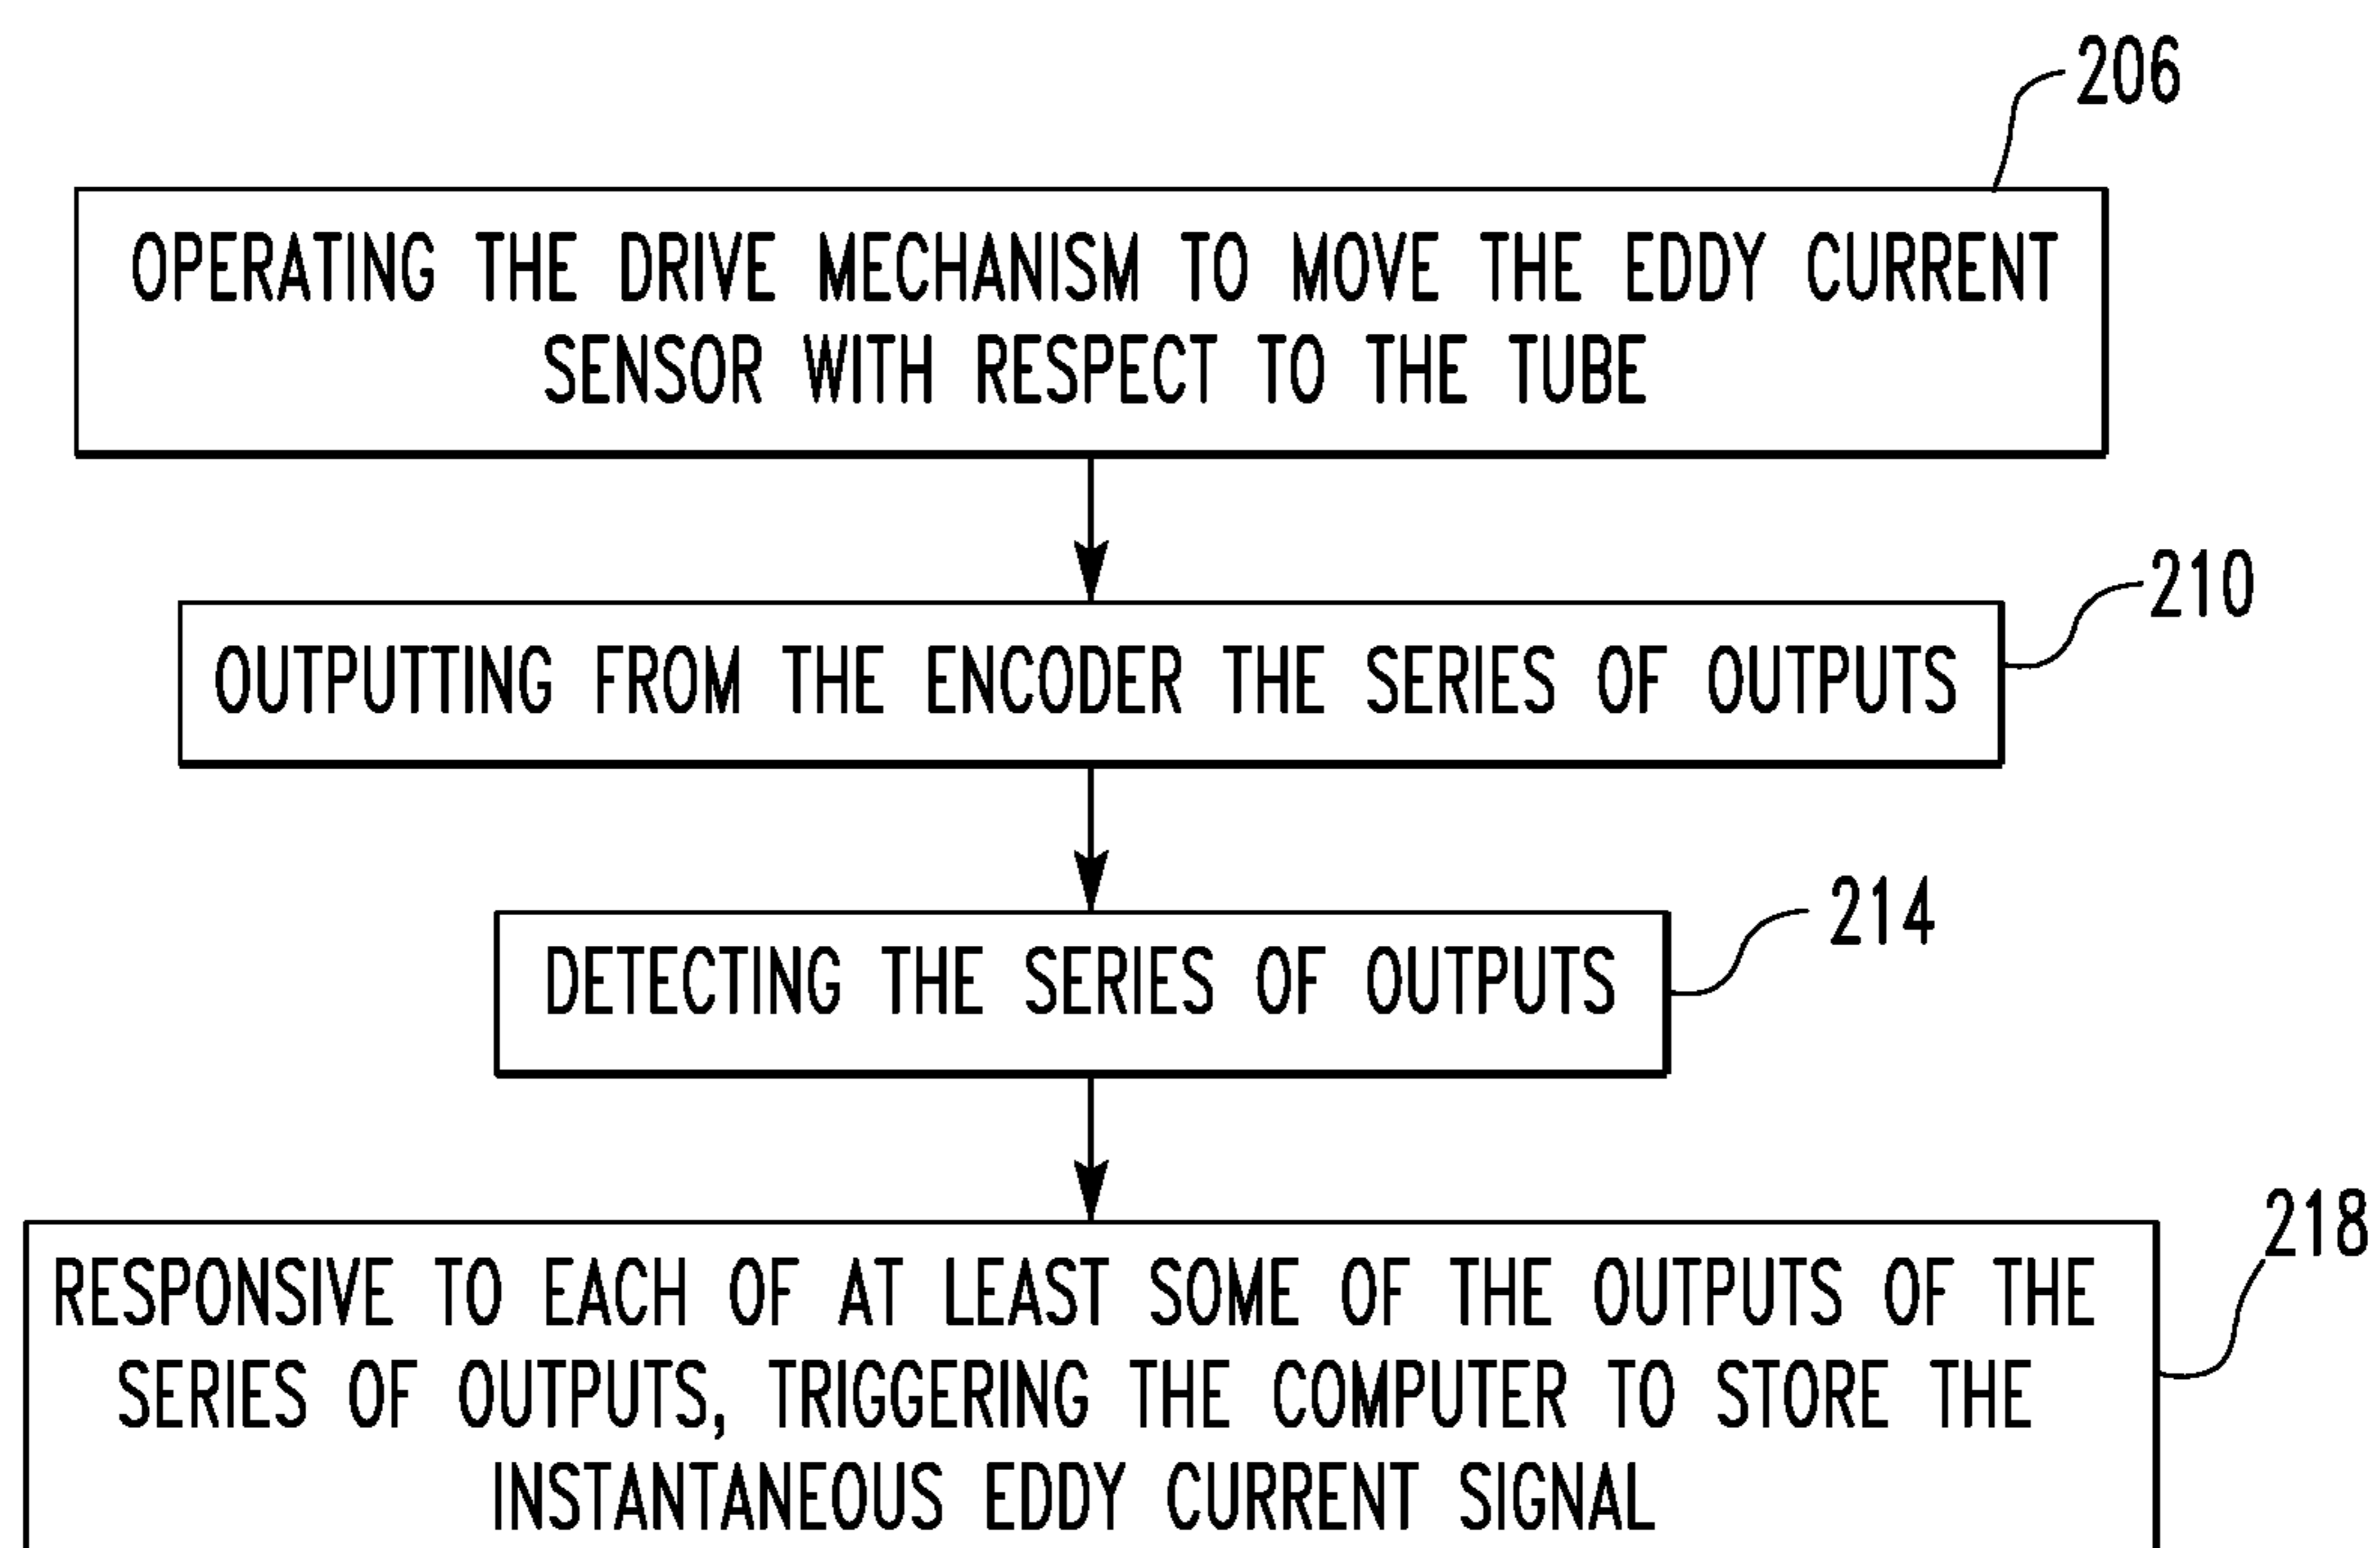 206
OPERATING THE DRIVE MECHANISM TO MOVE THE EDDY CURRENT
SENSOR WITH RESPECT TO THE TUBE
210
OUTPUTTING FROM THE ENCODER THE SERIES OF OUTPUTS
214
DETECTING THE SERIES OF OUTPUTS
218
RESPONSIVE TO EACH OF AT LEAST SOME OF THE OUTPUTS OF THE
SERIES OF OUTPUTS, TRIGGERING THE COMPUTER TO STORE THE
INSTANTANEOUS EDDY CURRENT SIGNAL